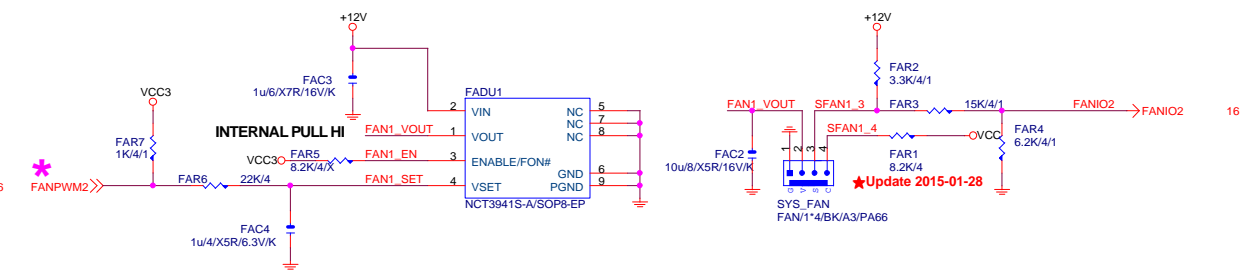 +12V
FAC3
1u/6/X7R/16V/K
VCC3
FAR7
1K/4/1
INTERNAL PULL HI
FAN1_VOUT
VCC3
FAR5
8.2K/4/X
FAN1_EN
*
FANPWM2
FAR6
22K/4
FAN1_SET
FAC4
1u/4/X5R/6.3V/K
FADU1
2 VIN NC 5
NC 7
1 VOUT NC 8
3 ENABLE/FON#
GND 6
4 VSET PGND 9
NCT3941S-A/SOP8-EP
+12V
FAR2
3.3K/4/1
FAN1_VOUT
SFAN1_3
FAR3
15K/4/1
FANIO2
FANIO2
16
SFAN1_4
VCC
FAR4
6.2K/4/1
FAC2
10u/8/X5R/16V/K
FAR1
8.2K/4
1 2 3 4
G V S C
★Update 2015-01-28
SYS_FAN
FAN/1*4/BK/A3/PA66